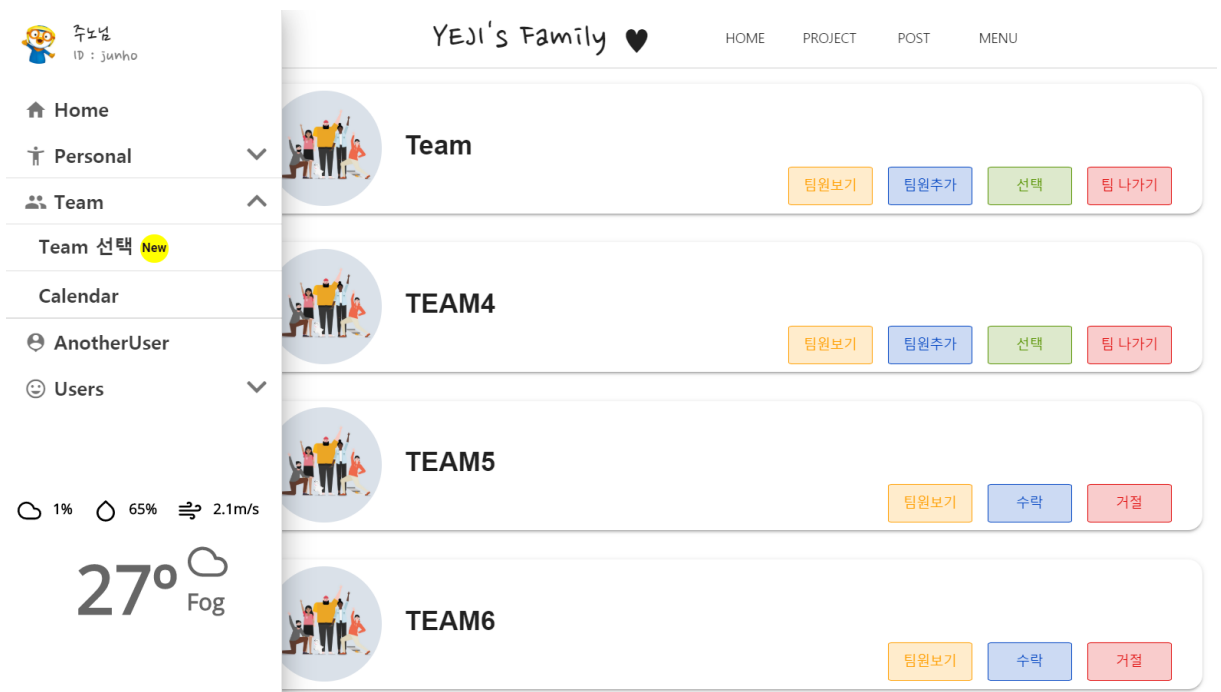 주노님
ID : junho
Home
Personal
Team
Team 선택 New
Calendar
AnotherUser
Users
1% 65% 2.1m/s
27º
Fog
YEJI's Family ♥
HOME PROJECT POST MENU
Team
팀원보기 팀원추가 선택 팀 나가기
TEAM4
팀원보기 팀원추가 선택 팀 나가기
TEAM5
팀원보기 수락 거절
TEAM6
팀원보기 수락 거절